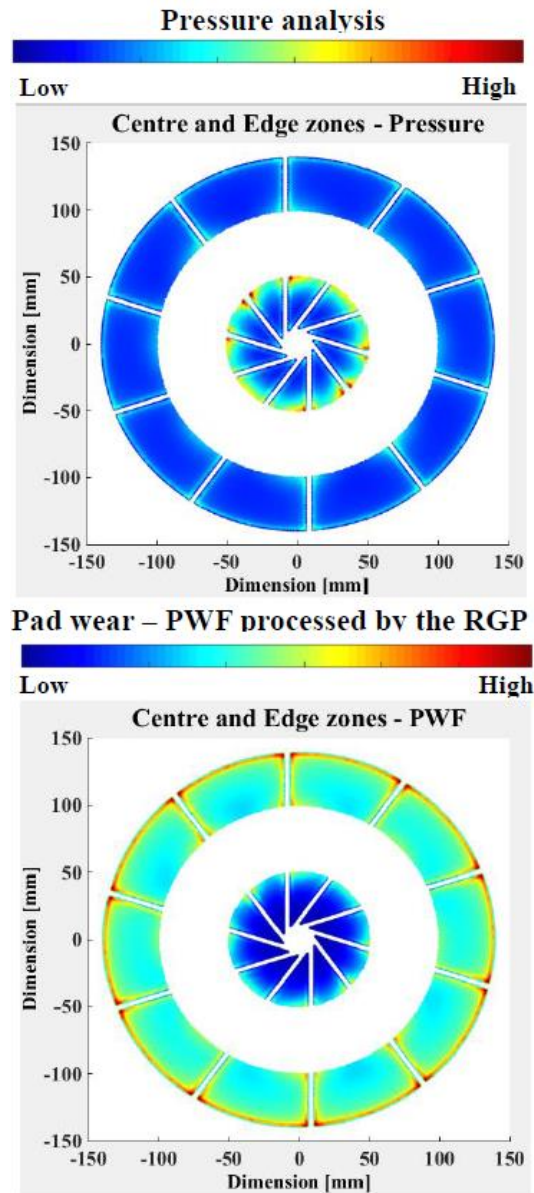 Pressure analysis
Low High
Centre and Edge zones - Pressure
150
100
50
0
-50
-100
-150
Dimension [mm]
-150 -100 -50 0 50 100 150
Dimension [mm]
Pad wear – PWF processed by the RGP
Low High
Centre and Edge zones - PWF
150
100
50
0
-50
-100
-150
Dimension [mm]
-150 -100 -50 0 50 100 150
Dimension [mm]